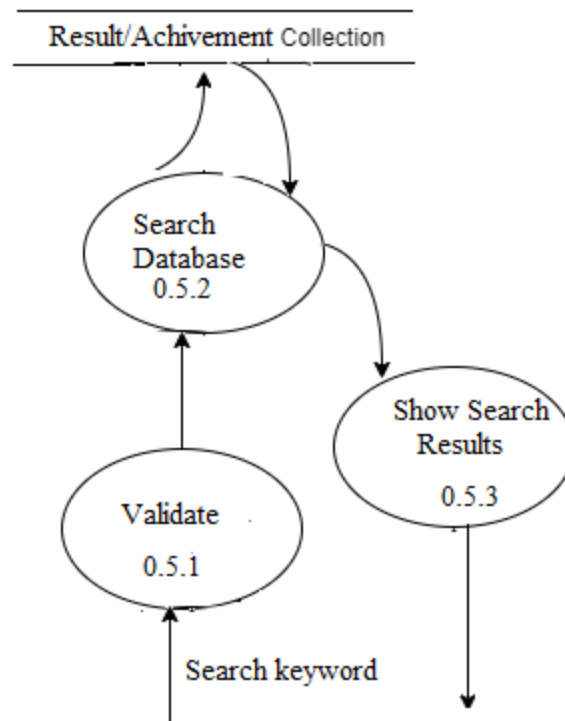 Result/Achivement Collection
Search
Database
0.5.2
Show Search
Results
0.5.3
Validate
0.5.1
Search keyword